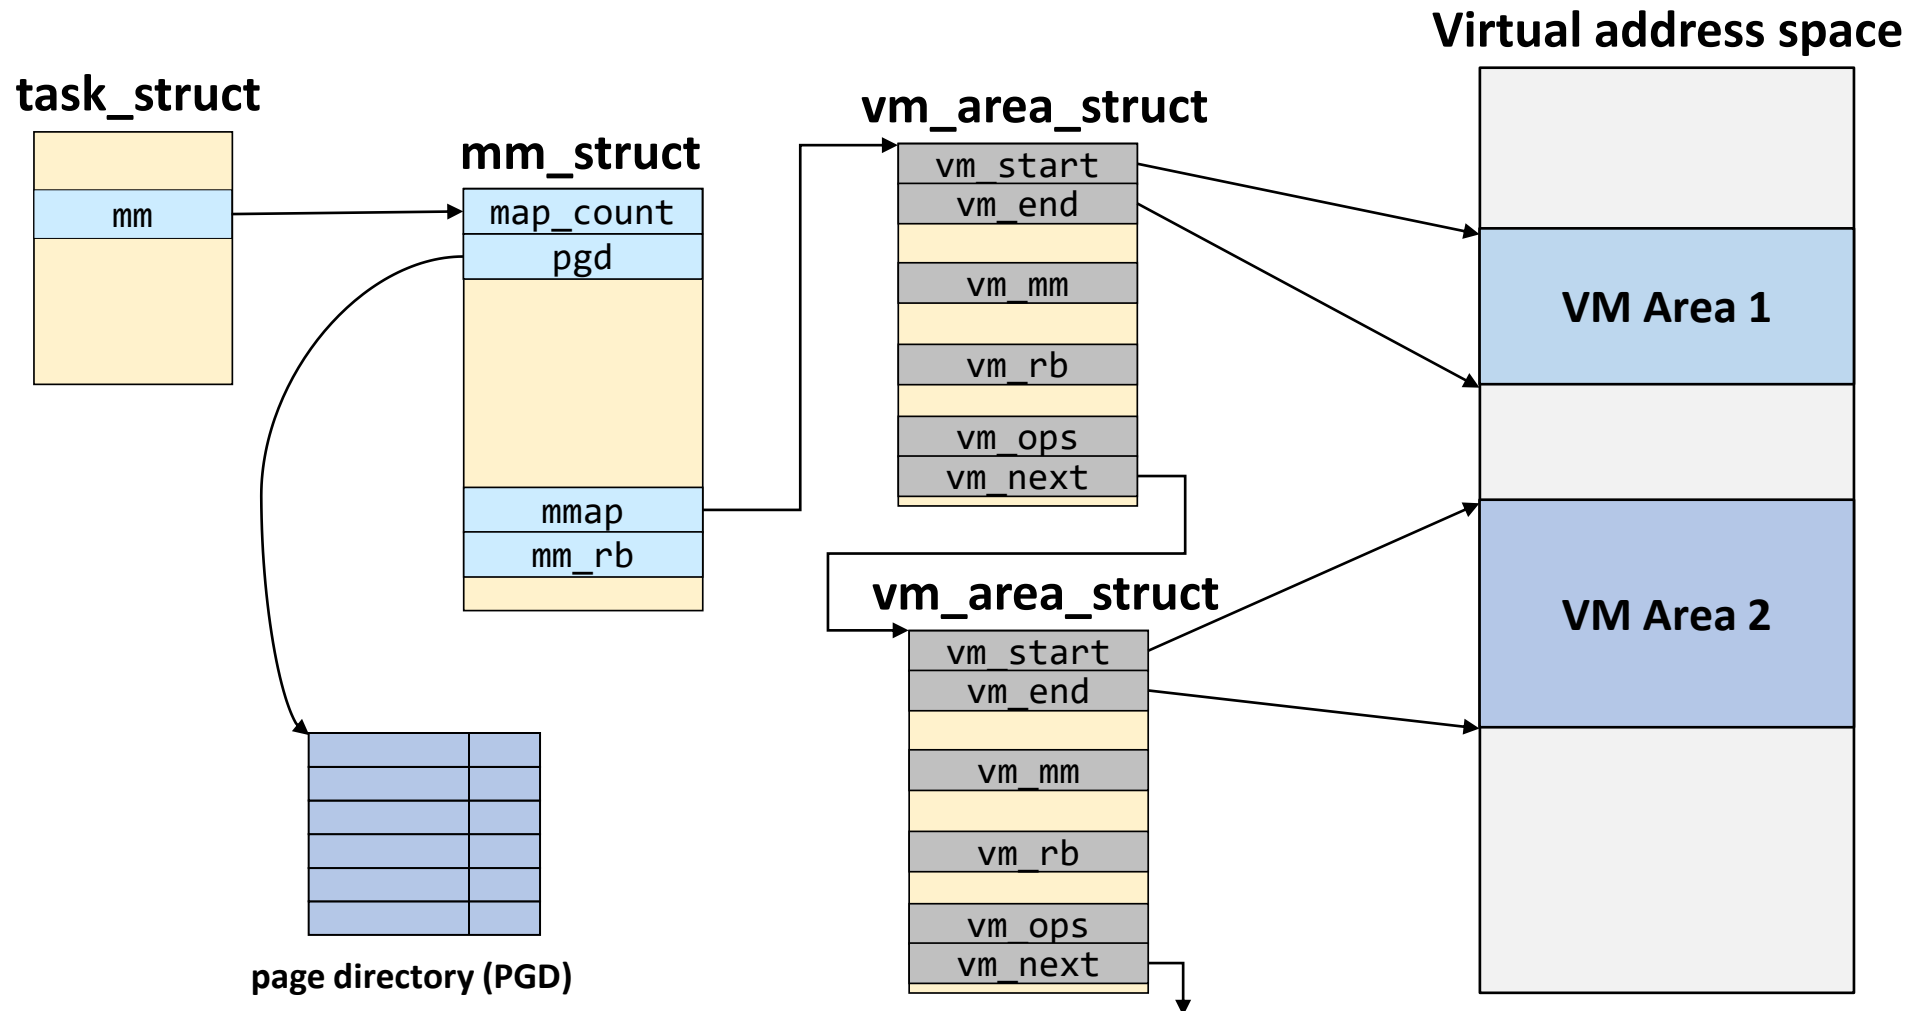 Virtual address space
task_struct
mm
mm_struct
map_count
pgd
mmap
mm_rb
page directory (PGD)
vm_area_struct
vm_start
vm_end
vm_mm
vm_rb
vm_ops
vm_next
vm_area_struct
vm_start
vm_end
vm_mm
vm_rb
vm_ops
vm_next
VM Area 1
VM Area 2